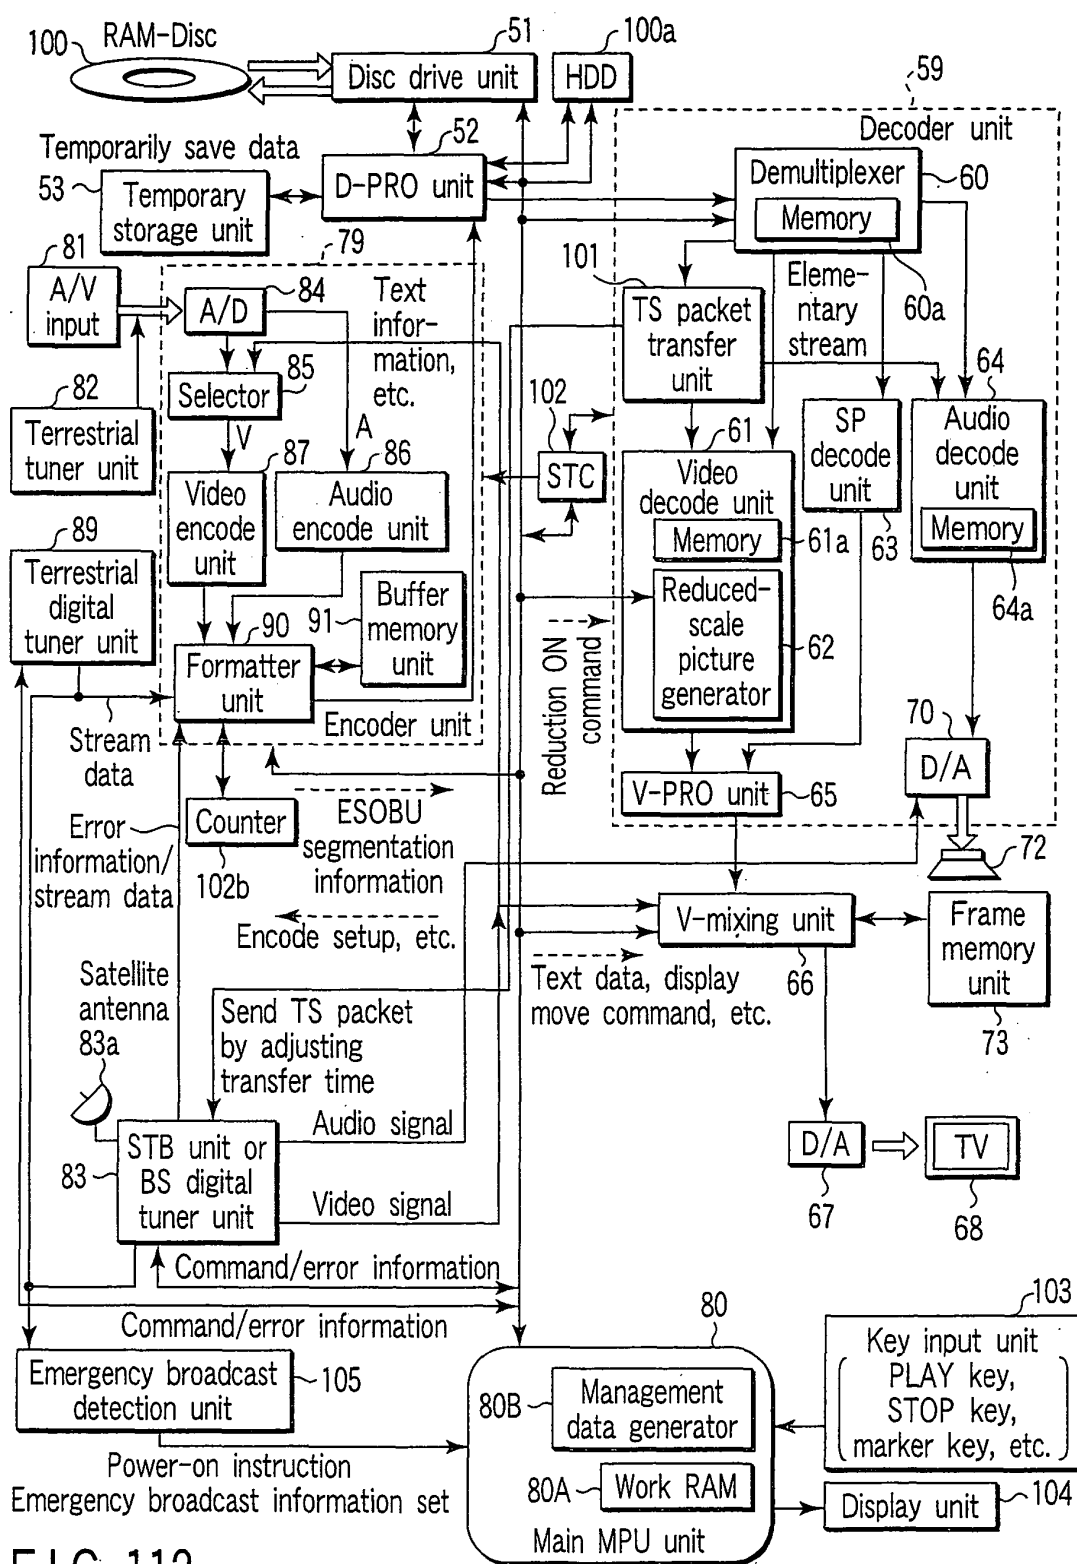 100
RAM-Disc
51
100a
Disc drive unit
HDD
59
Decoder unit
52
Temporarily save data
53
Temporary
storage unit
D-PRO unit
Demultiplexer
60
Memory
60a
81
A/V
input
79
84
A/D
Text
infor-
mation,
etc.
101
TS packet
transfer
unit
Eleme-
ntary
stream
85
Selector
V
A
82
Terrestrial
tuner unit
102
STC
64
Audio
decode
unit
Memory
64a
SP
decode
unit
63
61
Video
decode unit
Memory
61a
87
Video
encode
unit
86
Audio
encode unit
89
Terrestrial
digital
tuner unit
91
Buffer
memory
unit
90
Formatter
unit
Encoder unit
Reduced-
scale
picture
generator
62
Reduction ON
command
Stream
data
70
D/A
V-PRO unit
65
72
Counter
102b
ESOBU
segmentation
information
Error
information/
stream data
Encode setup, etc.
V-mixing unit
66
Frame
memory
unit
73
Text data, display
move command, etc.
Satellite
antenna
83a
Send TS packet
by adjusting
transfer time
Audio signal
83
STB unit or
BS digital
tuner unit
Video signal
D/A
67
TV
68
Command/error information
Command/error information
80
103
Key input unit
PLAY key,
STOP key,
marker key, etc.
Emergency broadcast
detection unit
105
80B
Management
data generator
Power-on instruction
Emergency broadcast information set
80A
Work RAM
Display unit
104
Main MPU unit
FIG. 112